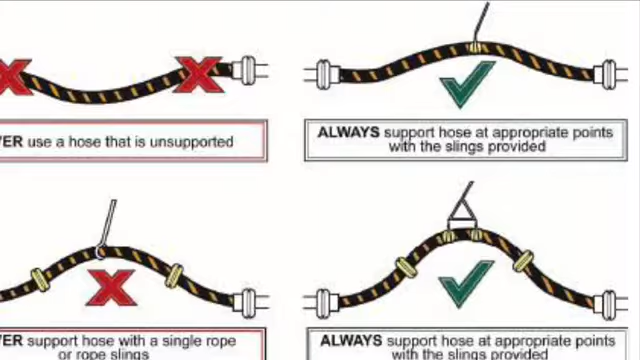 VER use a hose that is unsupported
ALWAYS support hose at appropriate points
with the slings provided
VER support hose with a single rope
or rope slings
ALWAYS support hose at appropriate points
with the slings provided